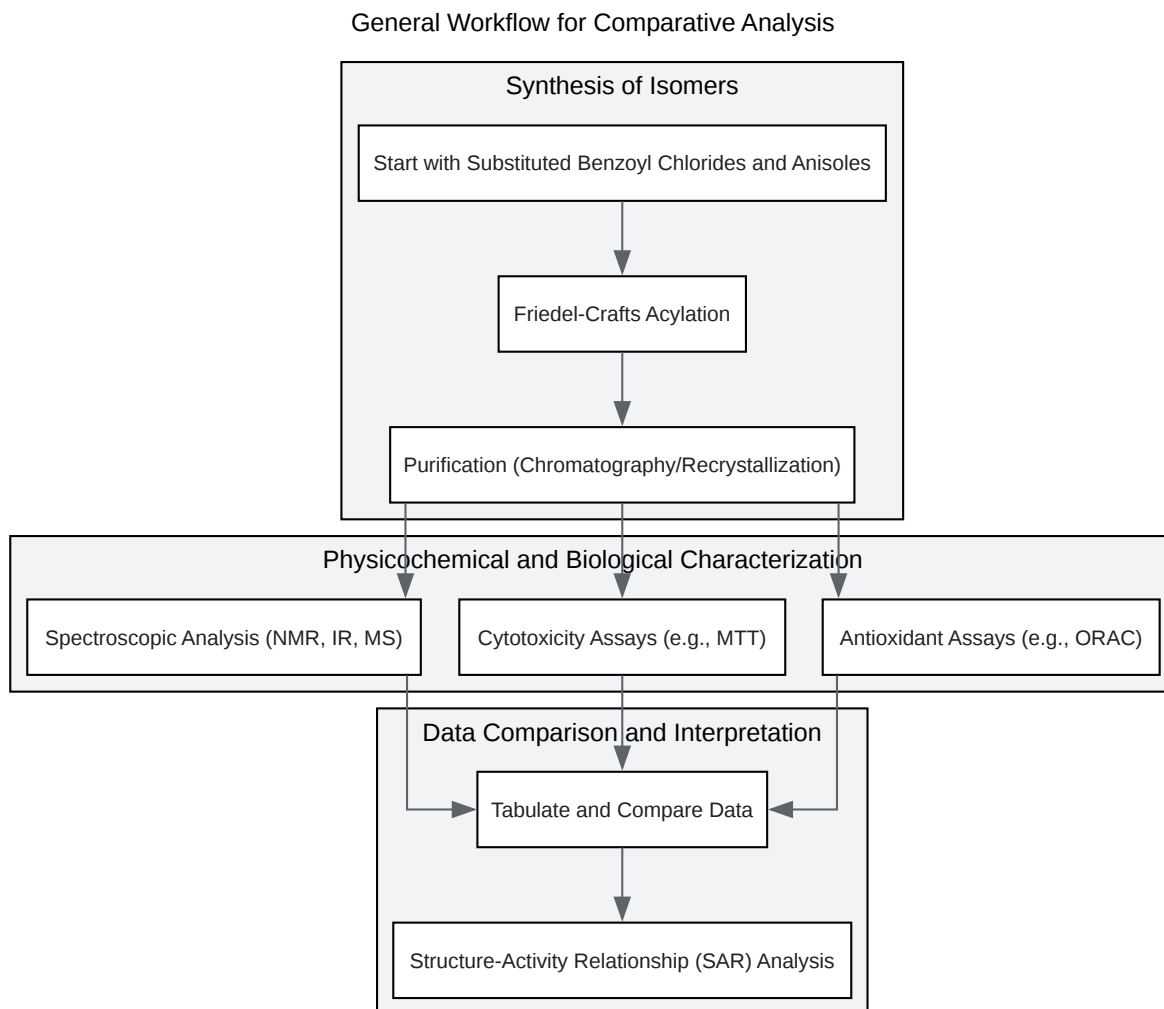 General Workflow for Comparative Analysis
Synthesis of Isomers
Start with Substituted Benzoyl Chlorides and Anisoles
Friedel-Crafts Acylation
Purification (Chromatography/Recrystallization)
Physicochemical and Biological Characterization
Spectroscopic Analysis (NMR, IR, MS)
Cytotoxicity Assays (e.g., MTT)
Antioxidant Assays (e.g., ORAC)
Data Comparison and Interpretation
Tabulate and Compare Data
Structure-Activity Relationship (SAR) Analysis